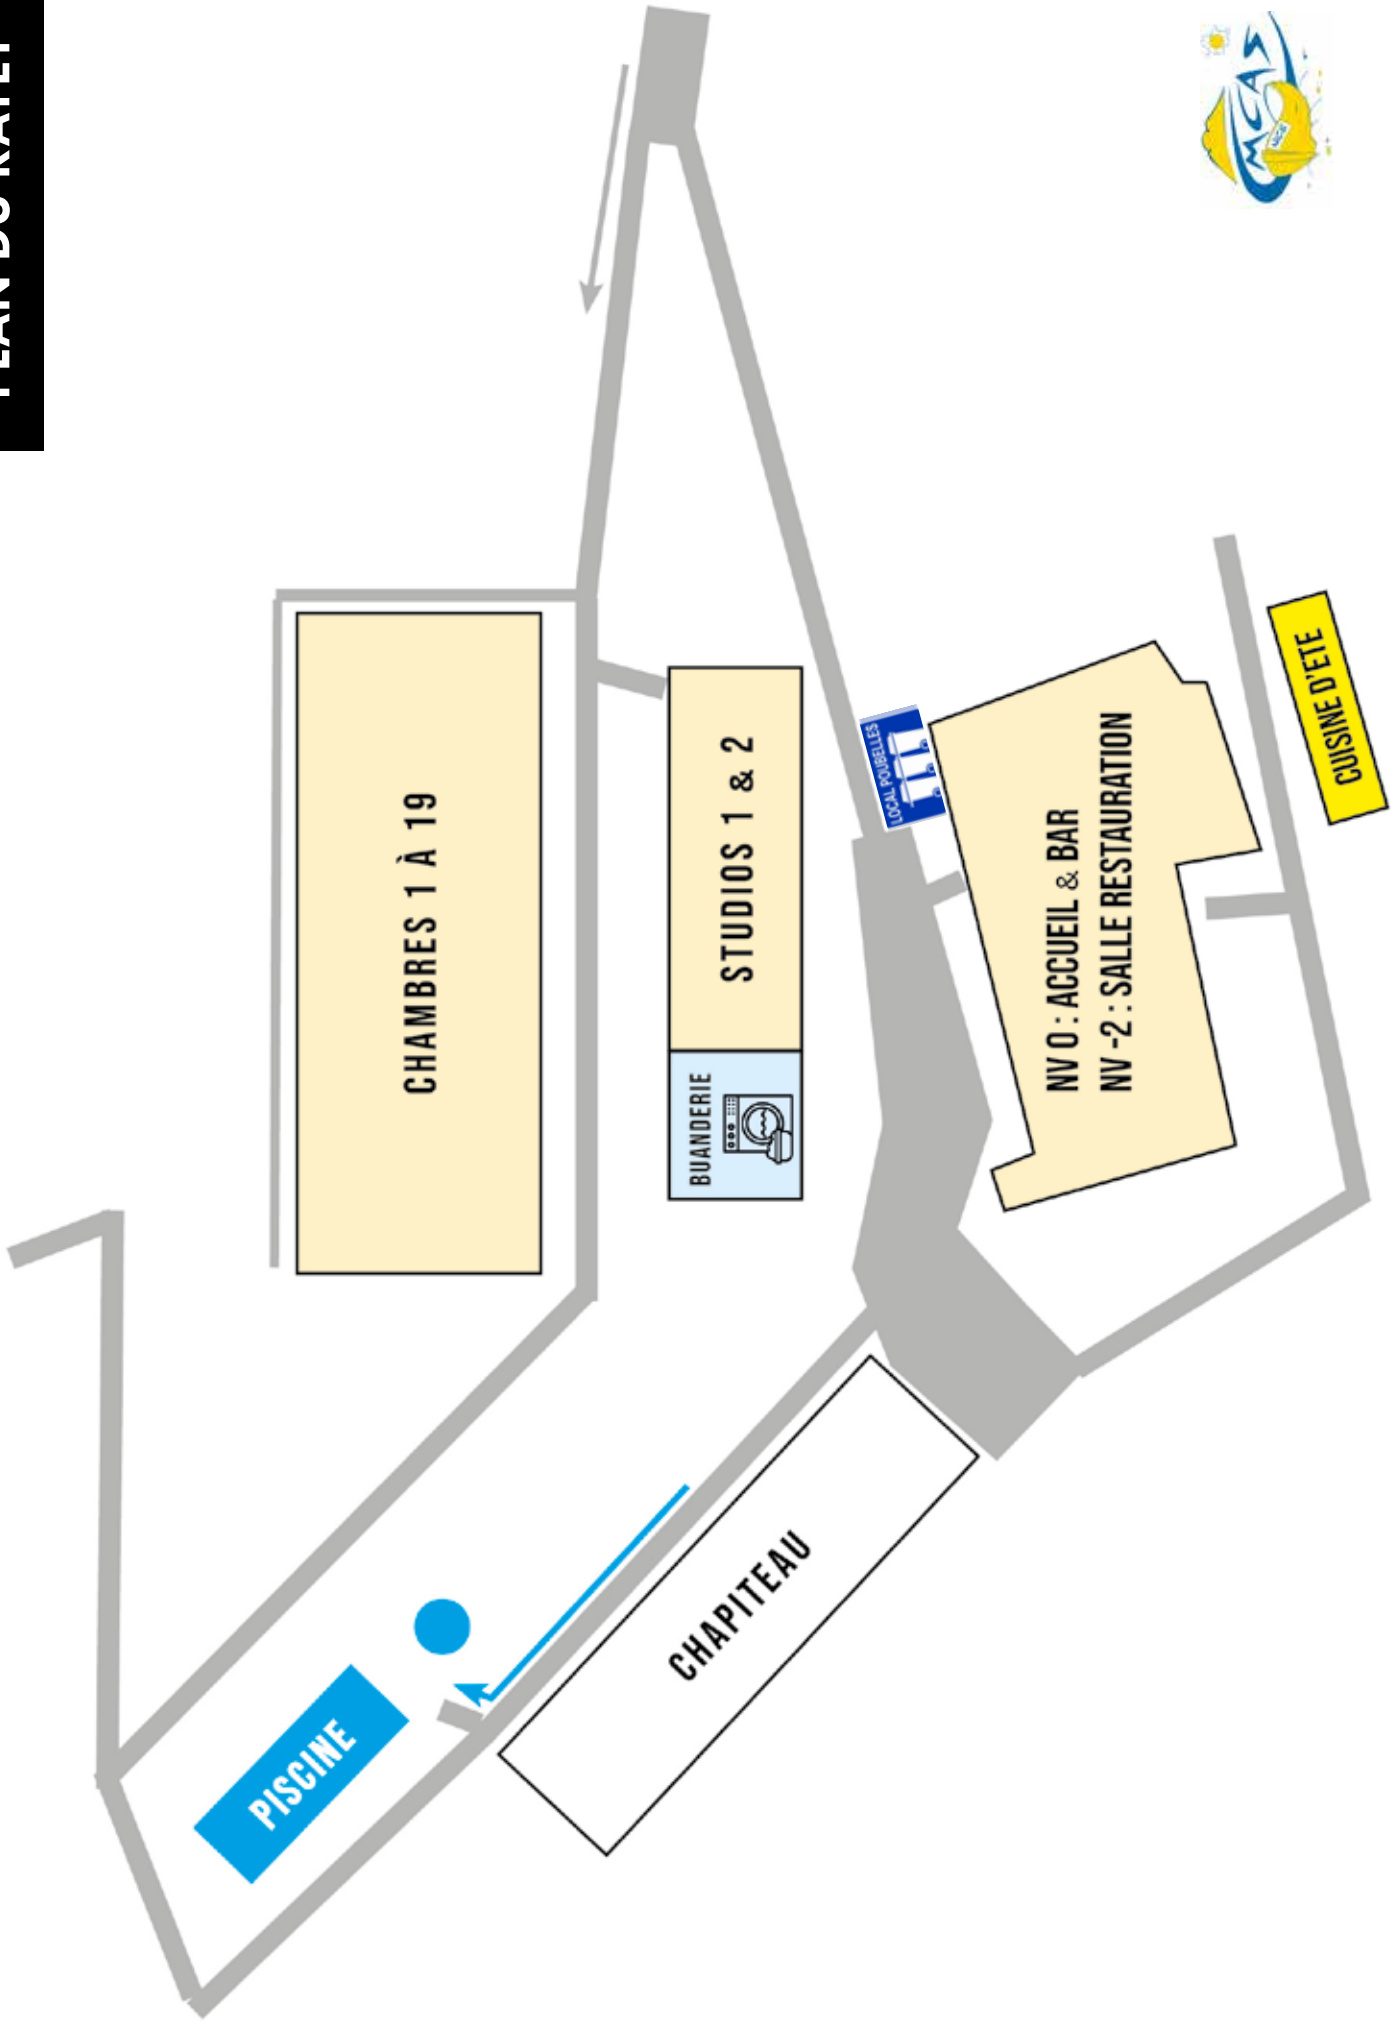 PLAN DU RAYET
MCAS
MCS
CHAMBRES 1 À 19
BUANDERIE
STUDIOS 1 & 2
LOCAL POUBELLES
NV 0 : ACCUEIL & BAR
NV -2 : SALLE RESTAURATION
CUISINE D'ETE
PISCINE
CHAPITEAU